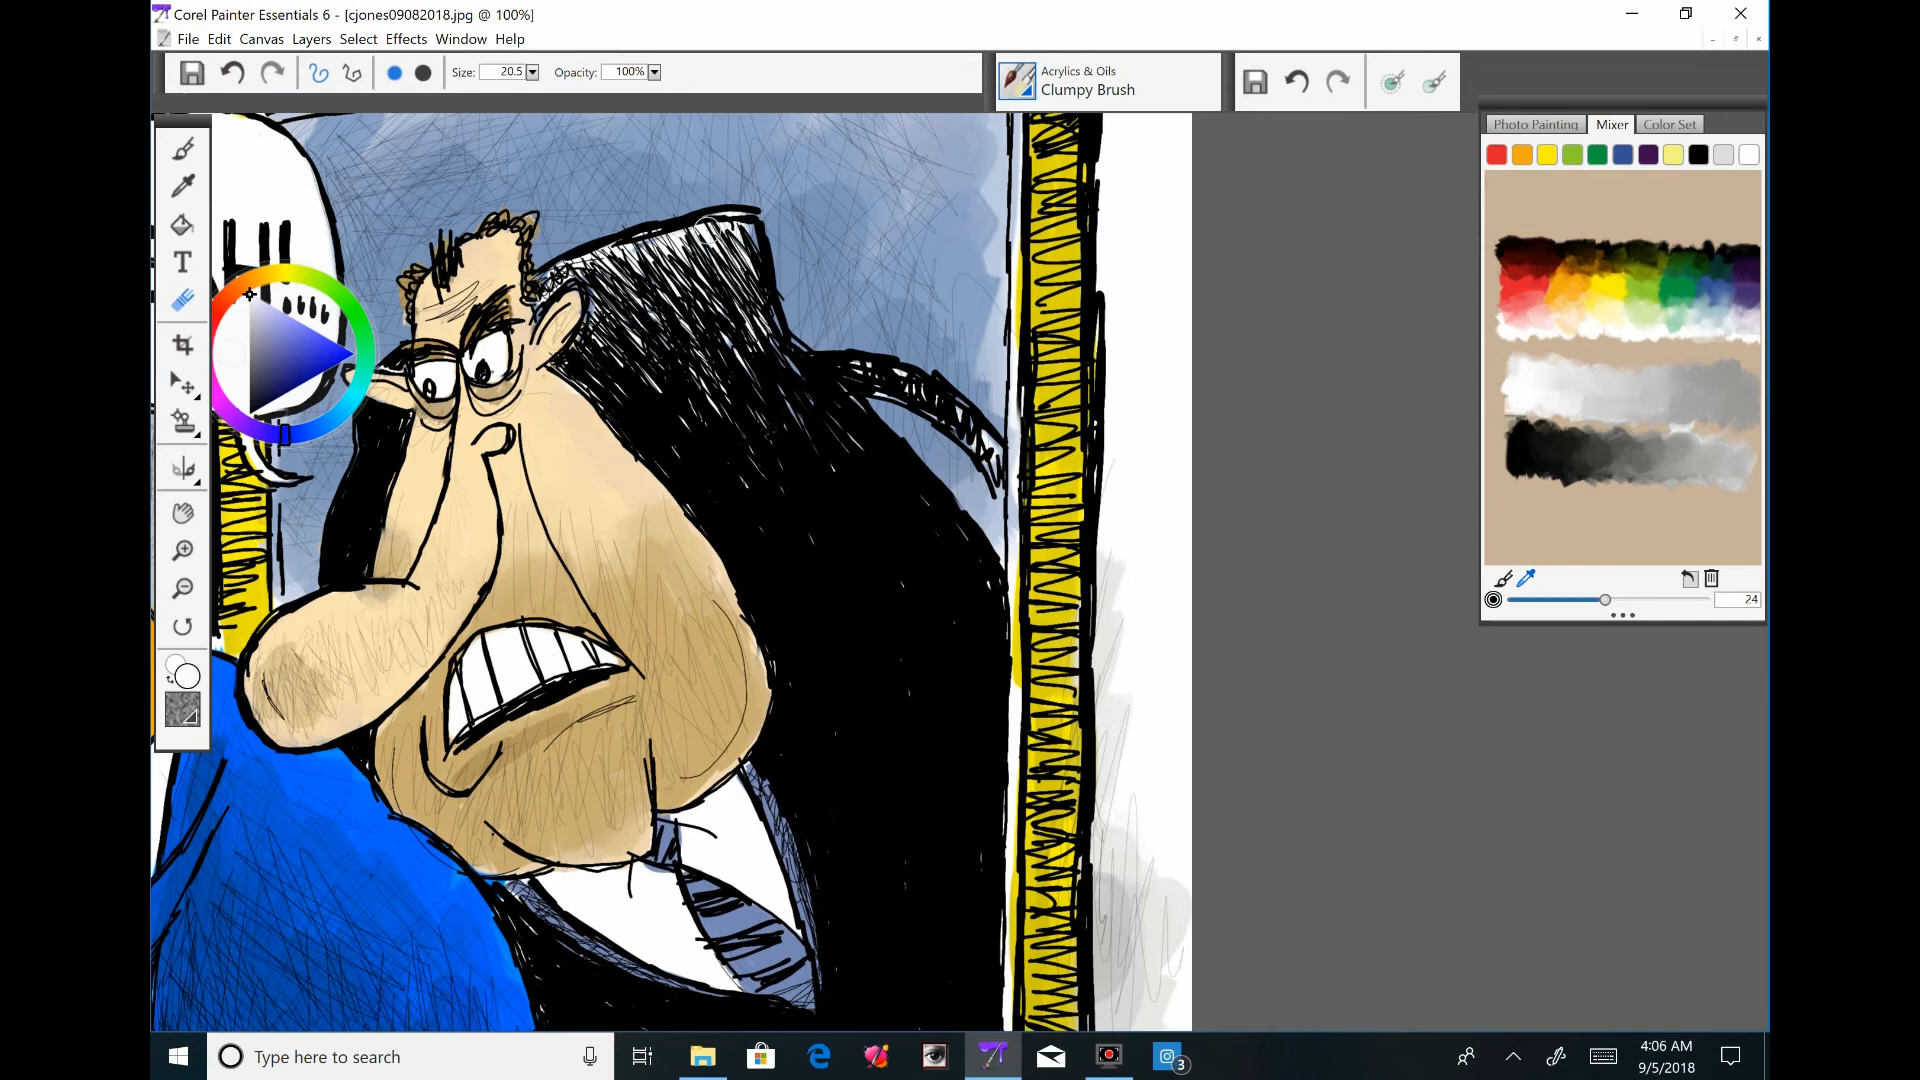 Corel Painter Essentials 6 - [cjones09082018.jpg @ 100%]
File Edit Canvas Layers Select Effects Window Help
Size: 20.5 Opacity: 100%
Acrylics & Oils
Clumpy Brush
Photo Painting Mixer Color Set
T
24
Type here to search
3
4:06 AM
9/5/2018